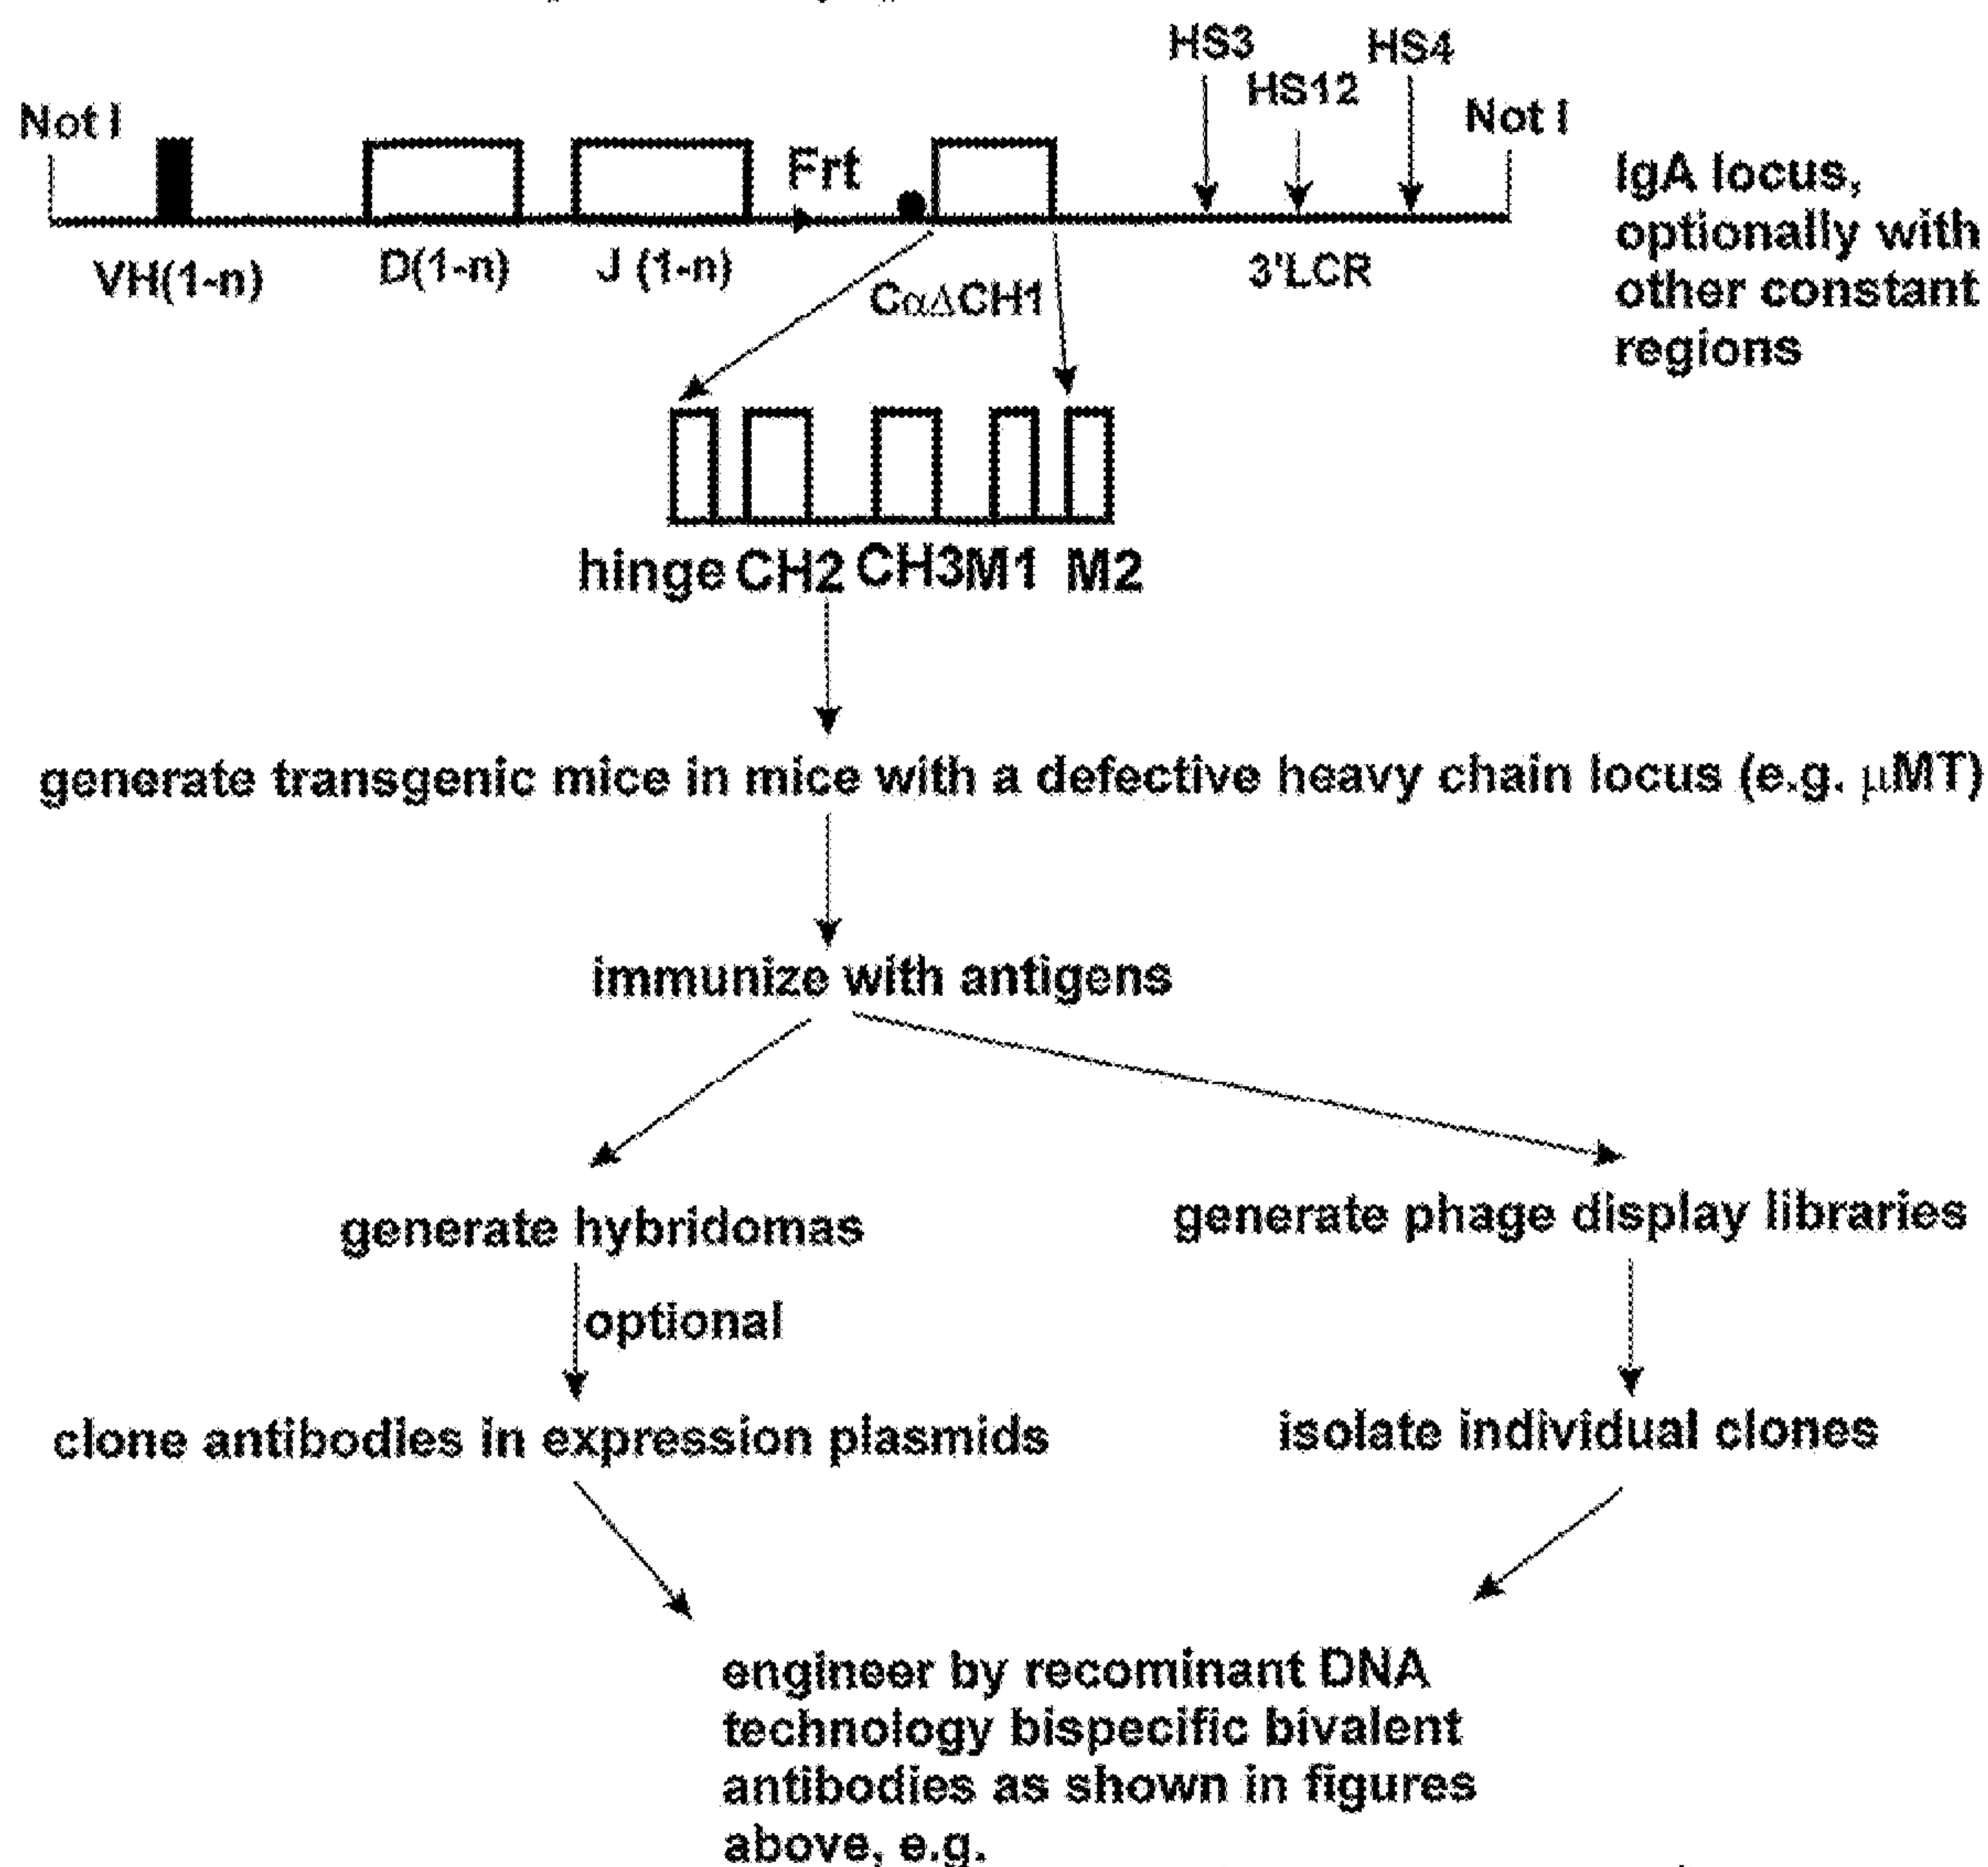 HS3 HS4
HS12
Not I Not I
Frt
VH(1-n) D(1-n) J (1-n) 3'LCR
CαΔCH1
IgA locus,
optionally with
other constant
regions
hinge CH2 CH3 M1 M2
generate transgenic mice in mice with a defective heavy chain locus (e.g. μMT)
immunize with antigens
generate hybridomas generate phage display libraries
optional
clone antibodies in expression plasmids isolate individual clones
engineer by recominant DNA
technology bispecific bivalent
antibodies as shown in figures
above, e.g.